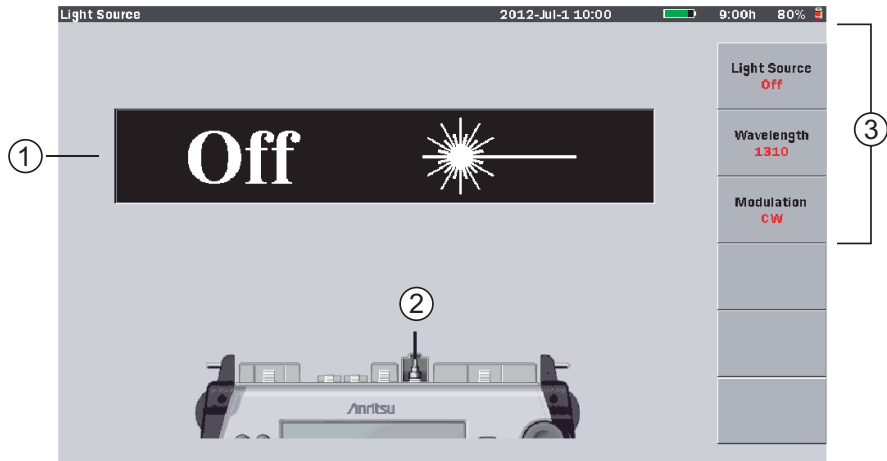 Light Source 2012-Jul-1 10:00 9:00h 80%
Light Source
Off
1
Off
3
Wavelength
1310
Modulation
CW
2
Anritsu